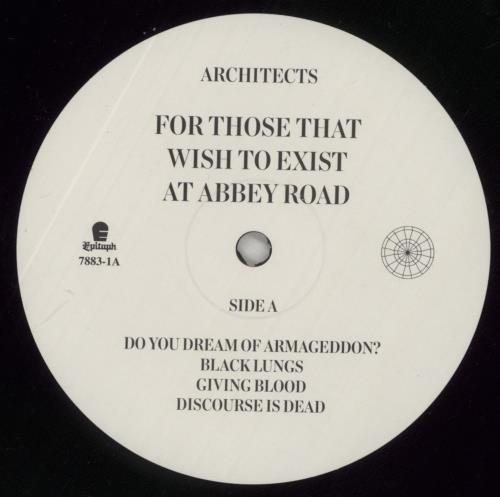 ARCHITECTS
FOR THOSE THAT
WISH TO EXIST
AT ABBEY ROAD
Epitaph
7883-1A
SIDE A
DO YOU DREAM OF ARMAGEDDON?
BLACK LUNGS
GIVING BLOOD
DISCOURSE IS DEAD